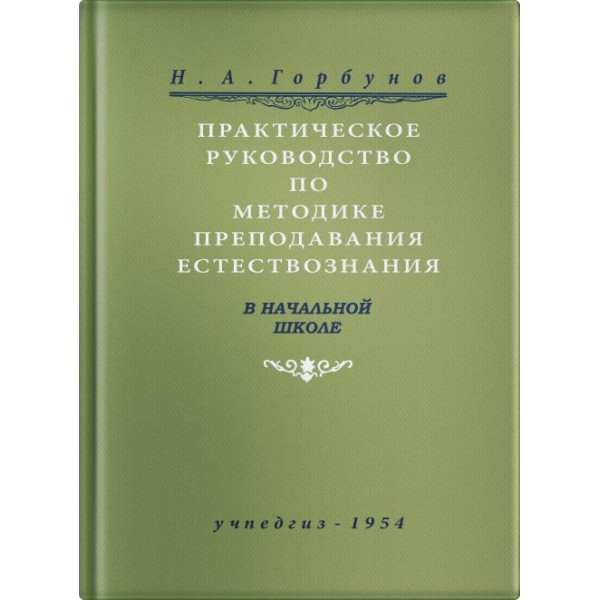 Н. А. Горбунов
ПРАКТИЧЕСКОЕ
РУКОВОДСТВО
ПО
МЕТОДИКЕ
ПРЕПОДАВАНИЯ
ЕСТЕСТВОЗНАНИЯ
В НАЧАЛЬНОЙ
ШКОЛЕ
учпедгиз - 1954